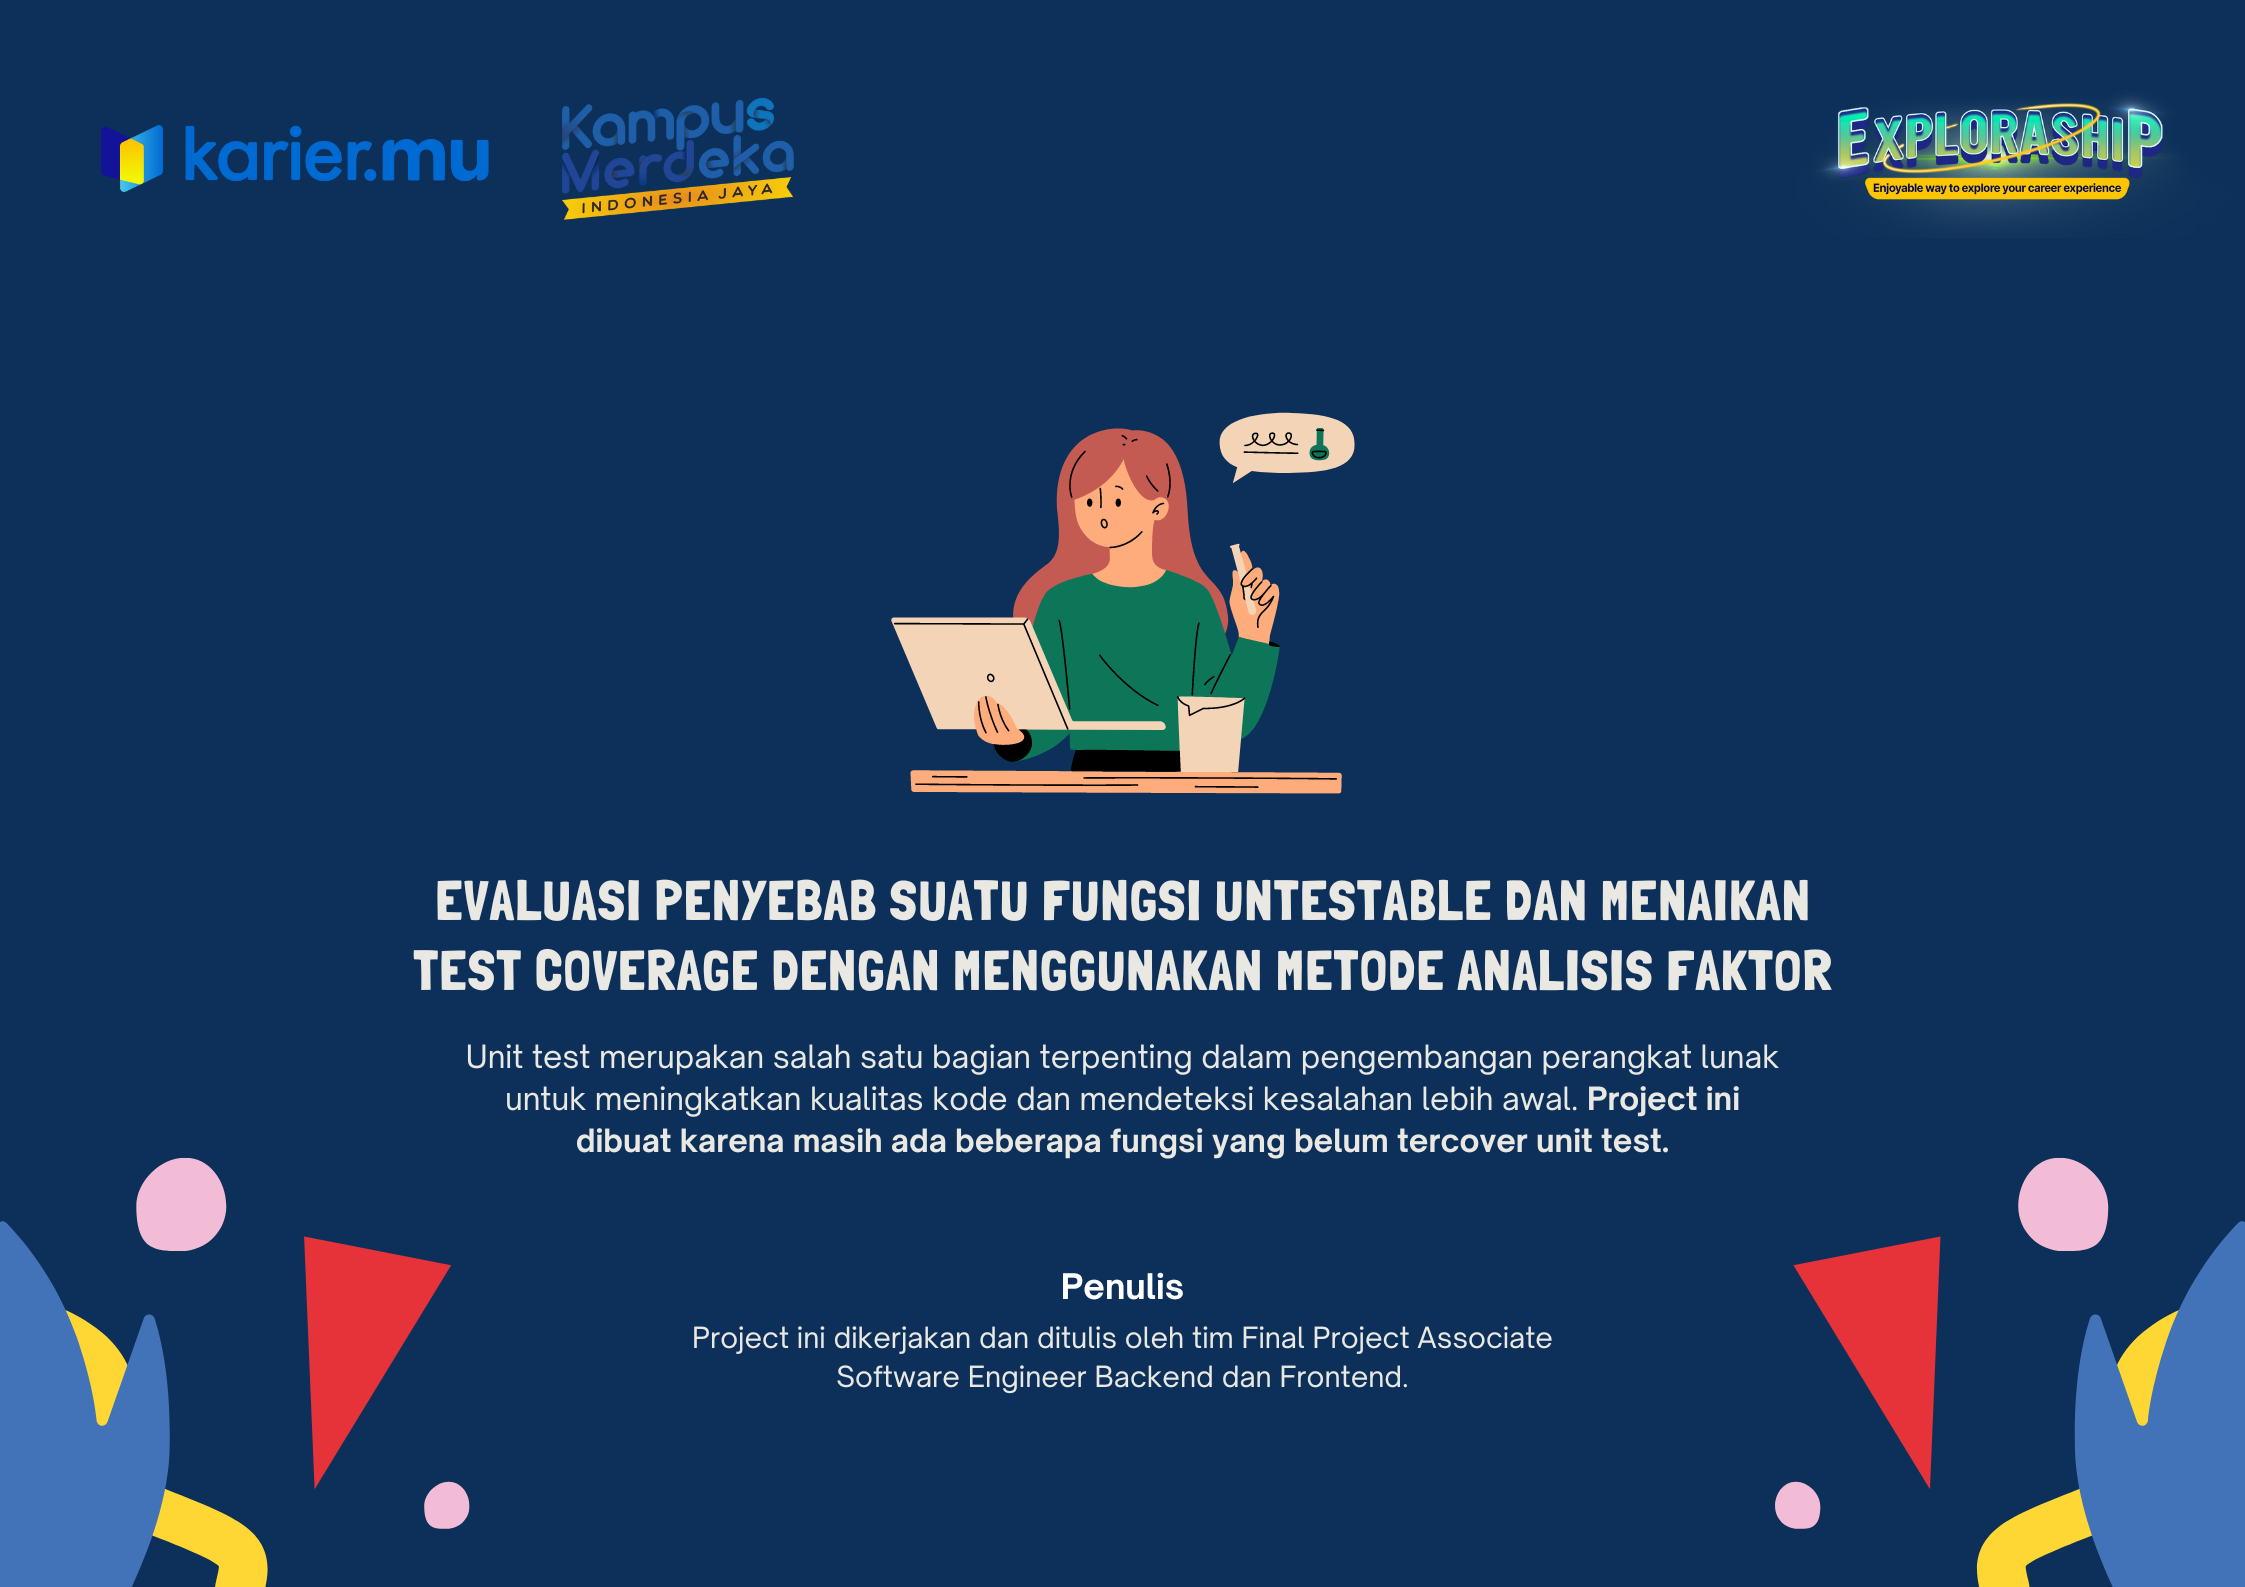 karier.mu
Kampus
Merdeka
INDONESIA JAYA
EXPLORASHIP
Enjoyable way to explore your career experience
EVALUASI PENYEBAB SUATU FUNGSI UNTESTABLE DAN MENAIKAN
TEST COVERAGE DENGAN MENGGUNAKAN METODE ANALISIS FAKTOR
Unit test merupakan salah satu bagian terpenting dalam pengembangan perangkat lunak
untuk meningkatkan kualitas kode dan mendeteksi kesalahan lebih awal. Project ini
dibuat karena masih ada beberapa fungsi yang belum tercover unit test.
Penulis
Project ini dikerjakan dan ditulis oleh tim Final Project Associate
Software Engineer Backend dan Frontend.